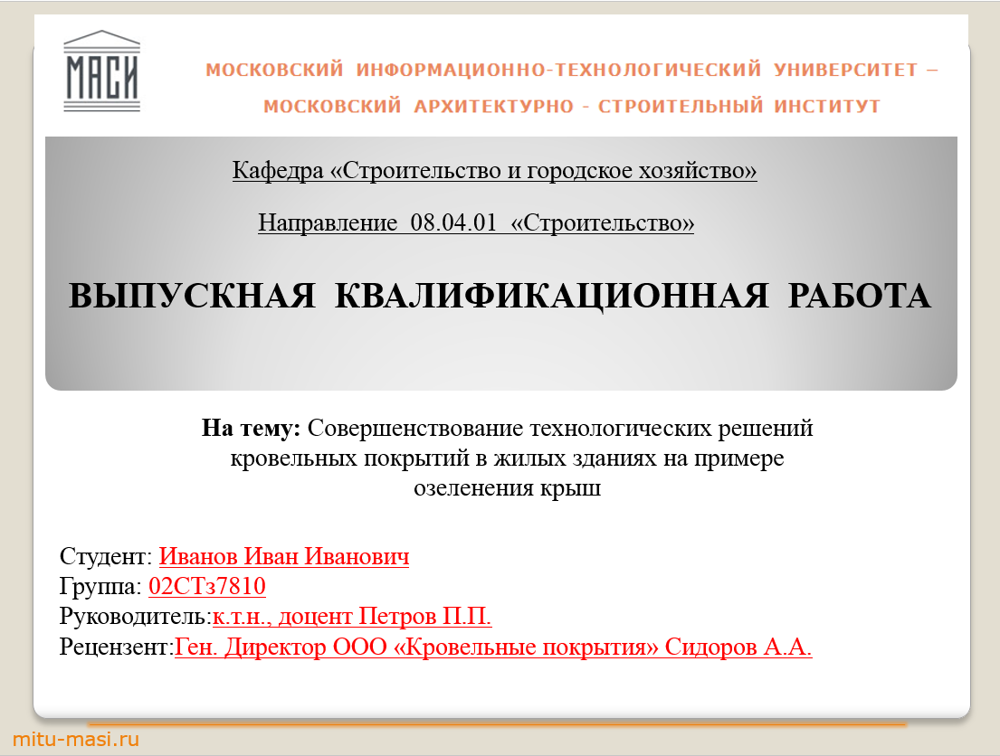 МАСИ
МОСКОВСКИЙ ИНФОРМАЦИОННО-ТЕХНОЛОГИЧЕСКИЙ УНИВЕРСИТЕТ –
МОСКОВСКИЙ АРХИТЕКТУРНО - СТРОИТЕЛЬНЫЙ ИНСТИТУТ
Кафедра «Строительство и городское хозяйство»
Направление 08.04.01 «Строительство»
ВЫПУСКНАЯ КВАЛИФИКАЦИОННАЯ РАБОТА
На тему: Совершенствование технологических решений
кровельных покрытий в жилых зданиях на примере
озеленения крыш
Студент: Иванов Иван Иванович
Группа: 02СТз7810
Руководитель:к.т.н., доцент Петров П.П.
Рецензент:Ген. Директор ООО «Кровельные покрытия» Сидоров А.А.
mitu-masi.ru